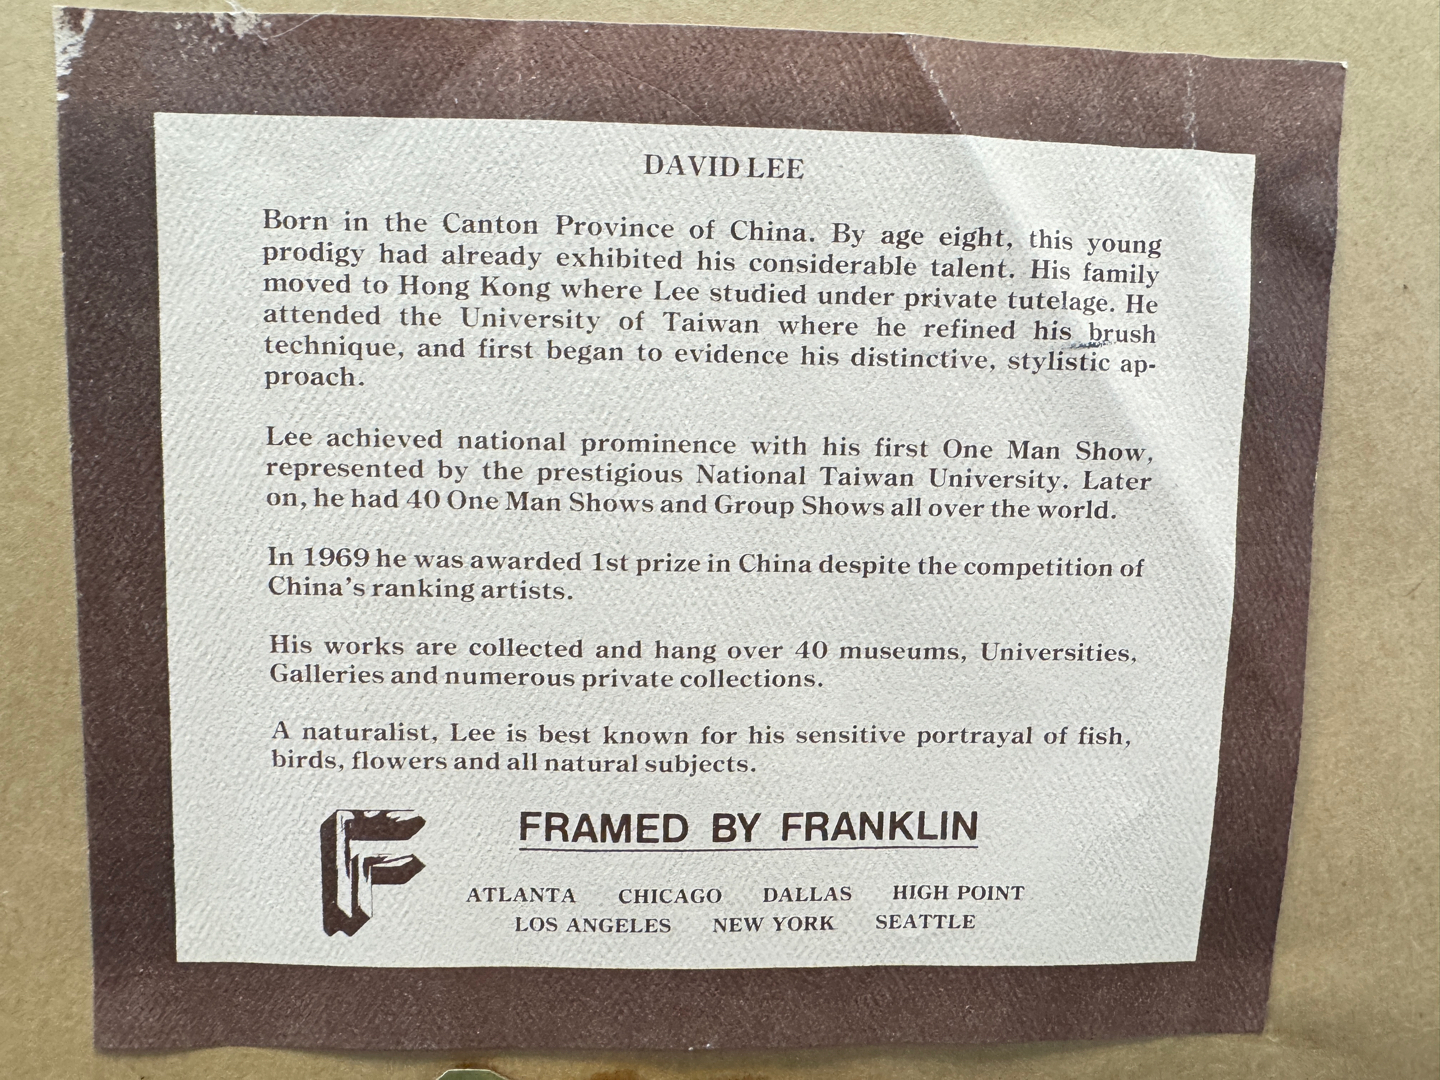 DAVID LEE
Born in the Canton Province of China. By age eight, this young
prodigy had already exhibited his considerable talent. His family
moved to Hong Kong where Lee studied under private tutelage. He
attended the University of Taiwan where he refined his brush
technique, and first began to evidence his distinctive, stylistic ap-
proach.
Lee achieved national prominence with his first One Man Show,
represented by the prestigious National Taiwan University. Later
on, he had 40 One Man Shows and Group Shows all over the world.
In 1969 he was awarded 1st prize in China despite the competition of
China's ranking artists.
His works are collected and hang over 40 museums, Universities,
Galleries and numerous private collections.
A naturalist, Lee is best known for his sensitive portrayal of fish,
birds, flowers and all natural subjects.
F
FRAMED BY FRANKLIN
ATLANTA CHICAGO DALLAS HIGH POINT
LOS ANGELES NEW YORK SEATTLE